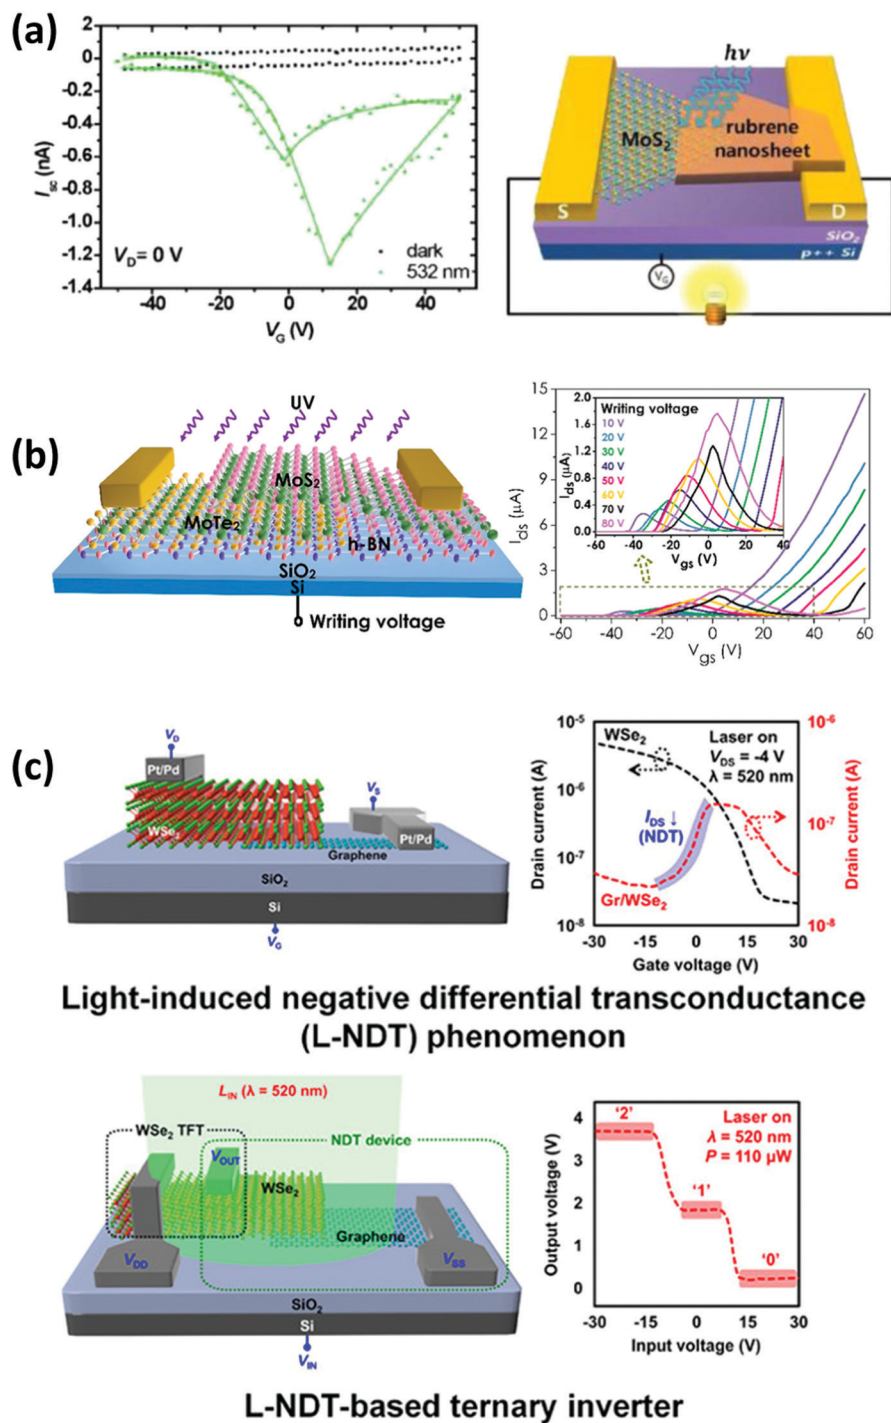 (a)
0
-0.2
-0.4
-0.6
-0.8
-1.0
-1.2
-1.4
I_sc (nA)
V_D= 0 V
dark
532 nm
-40 -20 0 20 40
V_G (V)
hν
MoS₂
rubrene
nanosheet
S
D
SiO₂
p++ Si
V_G
(b)
UV
MoS₂
MoTe₂
h-BN
SiO₂
Si
Writing voltage
15
12
9
6
3
0
I_ds (μA)
-60 -40 -20 0 20 40 60
V_gs (V)
2.0
1.6
1.2
0.8
0.4
0.0
I_ds (μA)
Writing voltage
10 V
20 V
30 V
40 V
50 V
60 V
70 V
80 V
-60 -40 -20 0 20 40
V_gs (V)
(c)
V_D
Pt/Pd
WSe₂
V_S
Pt/Pd
Graphene
SiO₂
Si
V_G
10⁻⁵
10⁻⁶
10⁻⁷
10⁻⁸
Drain current (A)
WSe₂
Laser on
V_DS = -4 V
λ = 520 nm
I_DS ↓
(NDT)
Gr/WSe₂
10⁻⁶
10⁻⁷
10⁻⁸
Drain current (A)
-30 -15 0 15 30
Gate voltage (V)
Light-induced negative differential transconductance
(L-NDT) phenomenon
L_IN (λ = 520 nm)
WSe₂ TFT
NDT device
V_OUT
WSe₂
Graphene
V_DD
V_SS
SiO₂
Si
V_IN
4
3
2
1
0
Output voltage (V)
'2'
'1'
'0'
Laser on
λ = 520 nm
P = 110 μW
-30 -15 0 15 30
Input voltage (V)
L-NDT-based ternary inverter